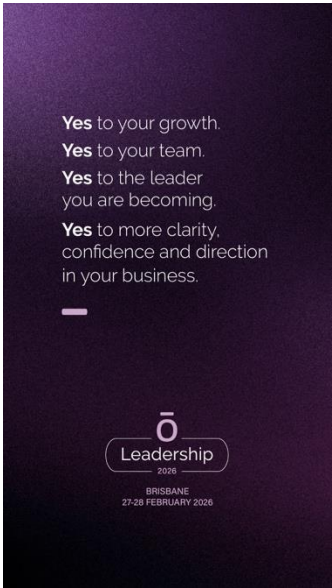 Yes to your growth.
Yes to your team.
Yes to the leader
you are becoming.
Yes to more clarity,
confidence and direction
in your business.
ō
Leadership
2026
BRISBANE
27-28 FEBRUARY 2026